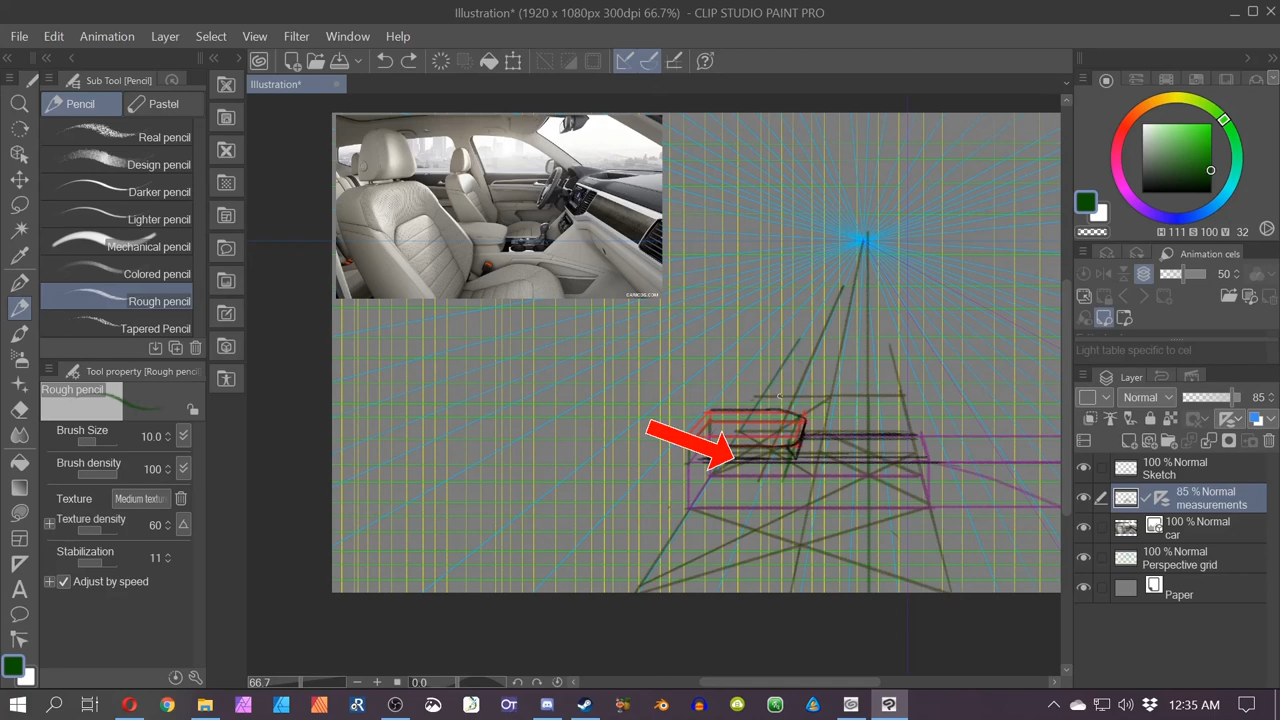 Illustration* (1920 x 1080px 300dpi 66.7%) - CLIP STUDIO PAINT PRO
File Edit Animation Layer Select View Filter Window Help
Sub Tool [Pencil]
Illustration*
Pencil
Pastel
Real pencil
Design pencil
Darker pencil
Lighter pencil
Mechanical pencil
Colored pencil
Rough pencil
Tapered Pencil
Tool property [Rough pencil]
Rough pencil
Brush Size 10.0
Brush density 100
Texture Medium texture
Texture density 60
Stabilization 11
Adjust by speed
CARICOS.COM
H 111 S 100 V 32
Animation cels
50
Light table specific to cel
Layer
Normal 85
100 % Normal
Sketch
85 % Normal
measurements
100 % Normal
car
100 % Normal
Perspective grid
Paper
66.7
0.0
12:35 AM